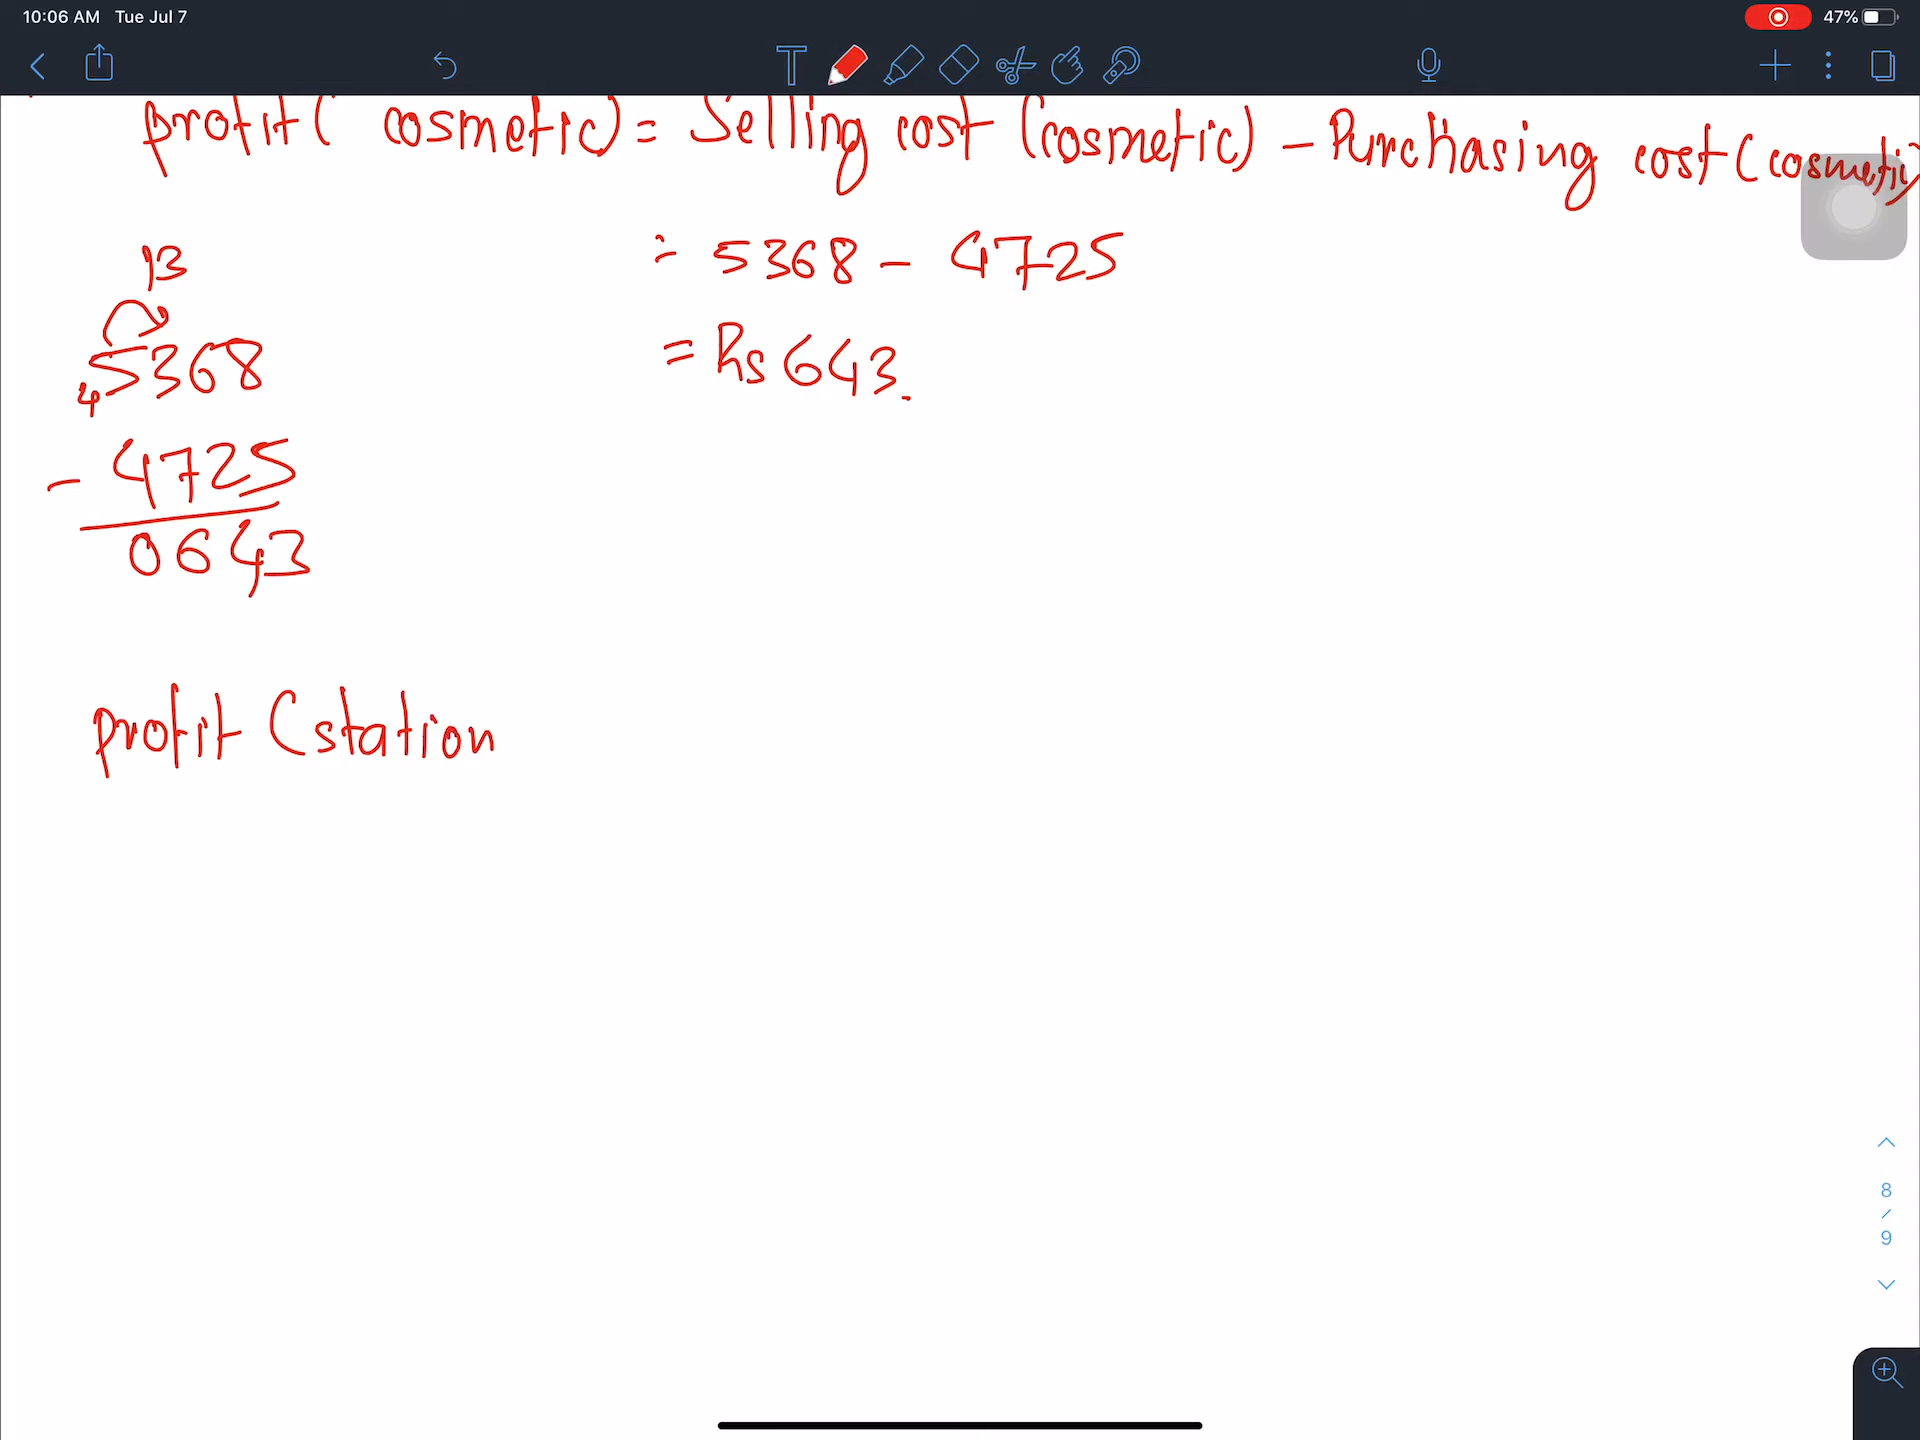 10:06 AM Tue Jul 7
47%
profit( cosmetic) = Selling cost (cosmetic) - Purchasing cost (cosmetic)
= 5368 - 4725
= Rs 643.
13
5368
4
- 4725
0643
profit (station
8
/
9